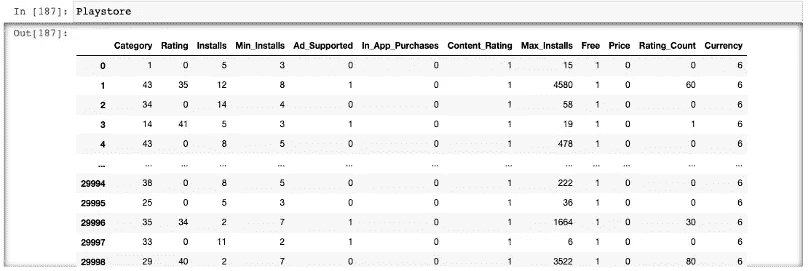 In [187]: Playstore
Out[187]:
Category Rating Installs Min_Installs Ad_Supported In_App_Purchases Content_Rating Max_Installs Free Price Rating_Count Currency
0 1 0 5 3 0 0 1 15 1 0 0 6
1 43 35 12 8 1 0 1 4580 1 0 60 6
2 34 0 14 4 0 0 1 58 1 0 0 6
3 14 41 5 3 1 0 1 19 1 0 1 6
4 43 0 8 5 0 0 1 478 1 0 0 6
... ... ... ... ... ... ... ... ... ... ... ... ...
29994 38 0 8 5 0 0 1 222 1 0 0 6
29995 25 0 5 3 0 0 1 36 1 0 0 6
29996 35 34 2 7 1 0 1 1664 1 0 30 6
29997 33 0 11 2 1 0 1 6 1 0 0 6
29998 29 40 2 7 0 0 1 3522 1 0 80 6